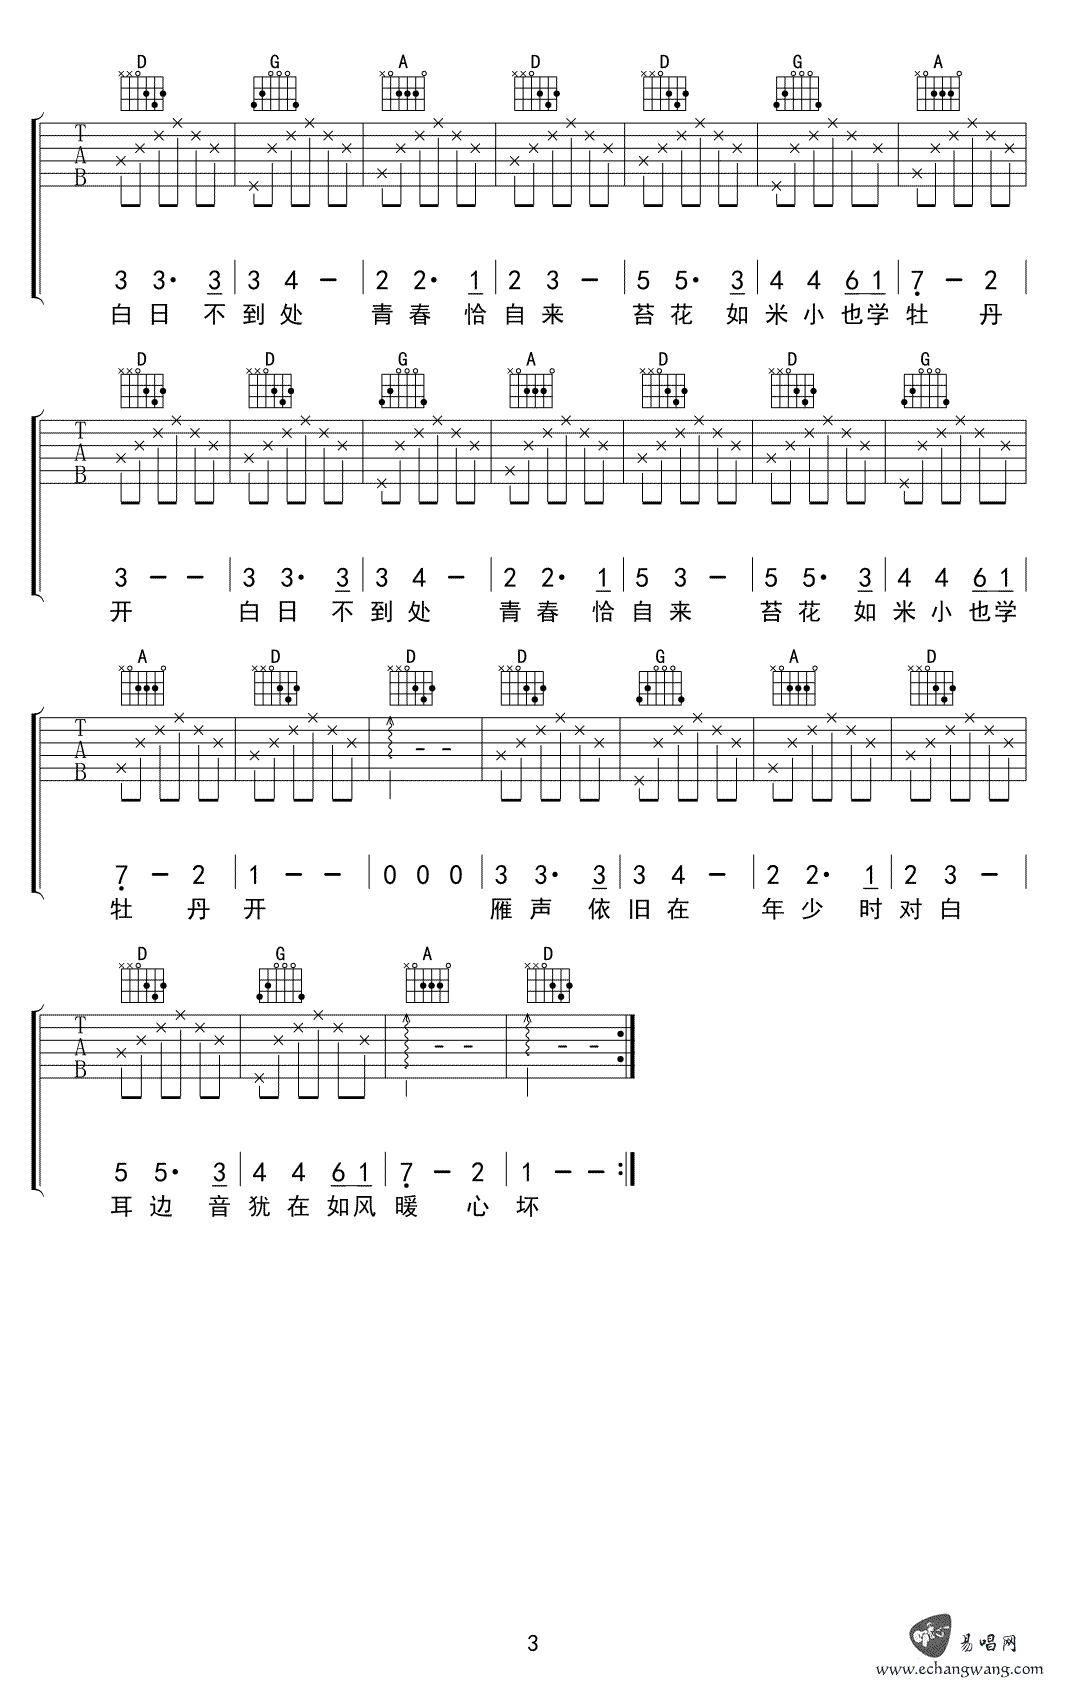 D G A D D G A
T A B
3 3· 3 3 4 － 2 2· 1 2 3 － 5 5· 3 4 4 6 1 7 － 2
白 日 不 到 处 青 春 恰 自 来 苔 花 如 米 小 也 学 牡 丹
D D G A D D G
T A B
3 － － 3 3· 3 3 4 － 2 2· 1 5 3 － 5 5· 3 4 4 6 1
开 白 日 不 到 处 青 春 恰 自 来 苔 花 如 米 小 也 学
A D D D G A D
T A B
7 － 2 1 － － 0 0 0 3 3· 3 3 4 － 2 2· 1 2 3 －
牡 丹 开 雁 声 依 旧 在 年 少 时 对 白
D G A D
T A B
5 5· 3 4 4 6 1 7 － 2 1 － －
耳 边 音 犹 在 如 风 暖 心 坏
3
易唱网
www.echangwang.com